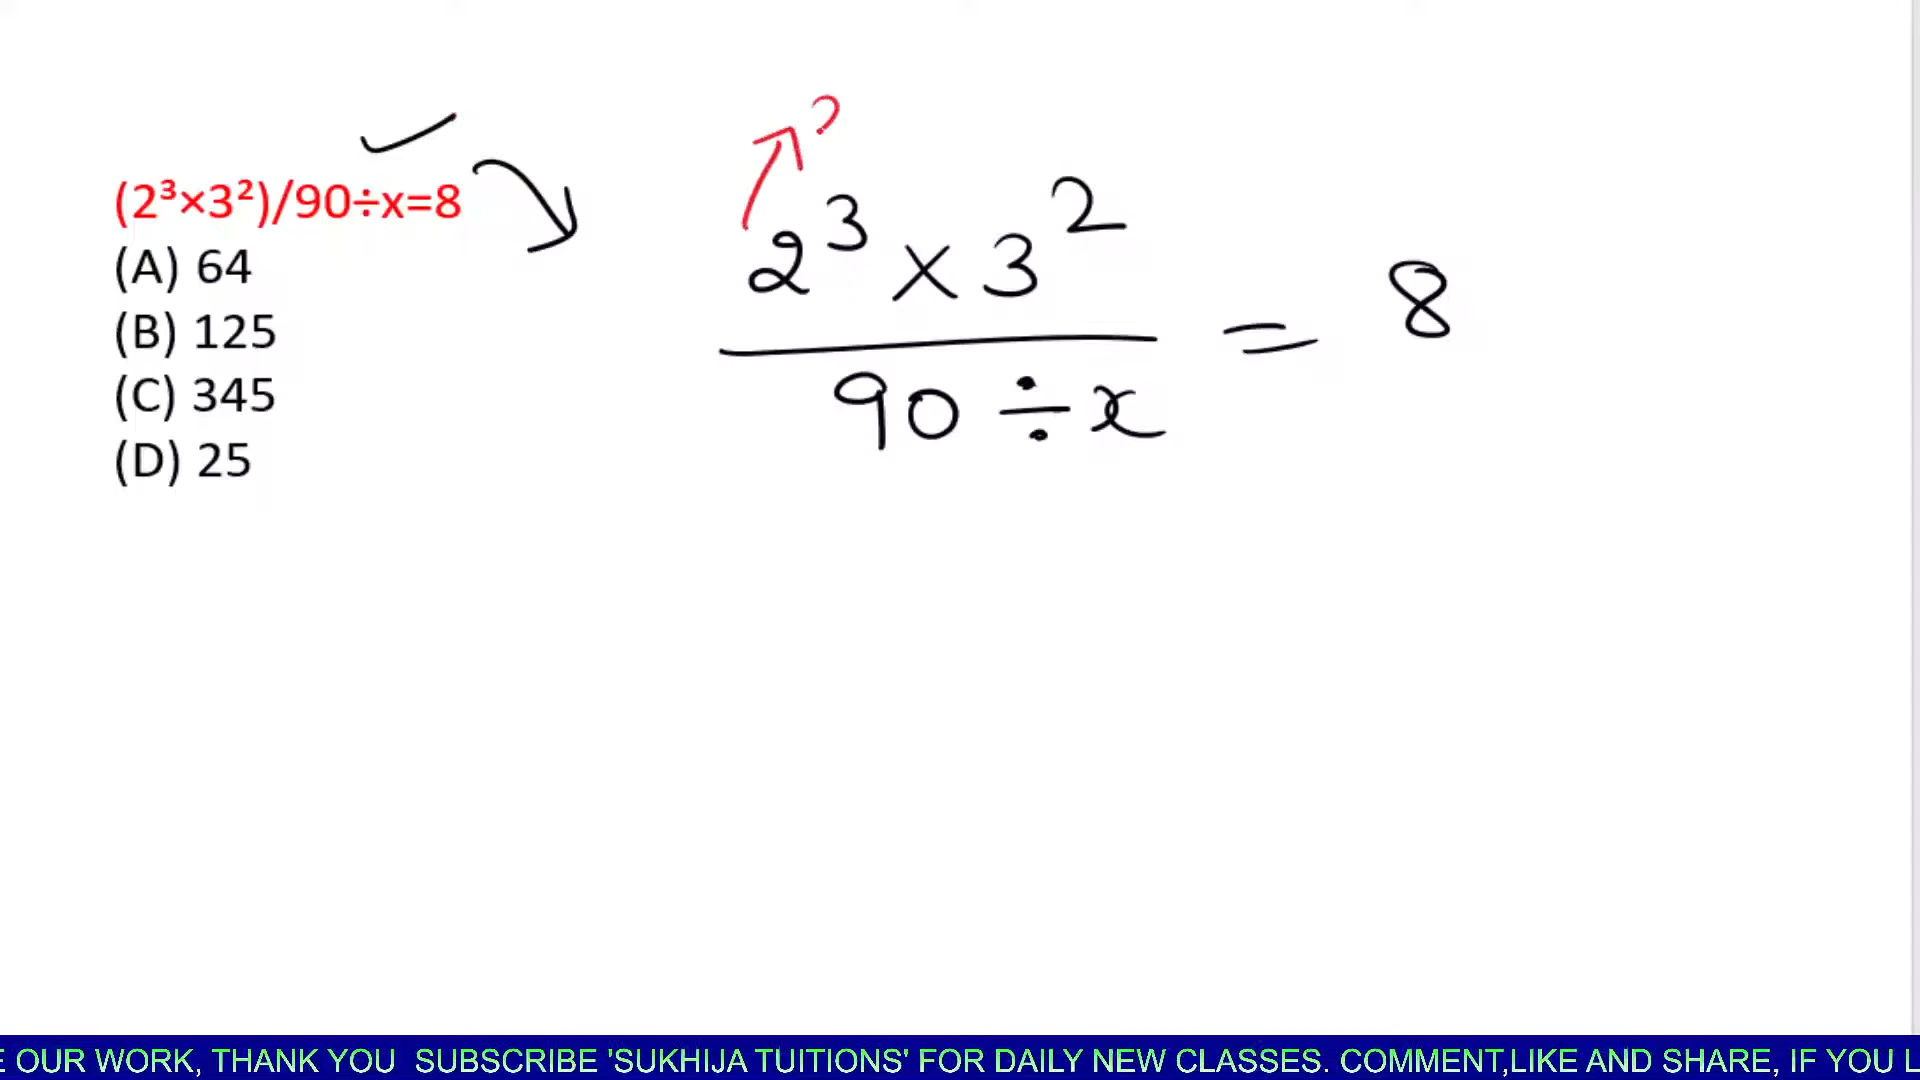 (2³×3²)/90÷x=8
(A) 64
(B) 125
(C) 345
(D) 25
?
2³ × 3²
90 ÷ x
= 8
E OUR WORK, THANK YOU  SUBSCRIBE 'SUKHIJA TUITIONS' FOR DAILY NEW CLASSES. COMMENT,LIKE AND SHARE, IF YOU L